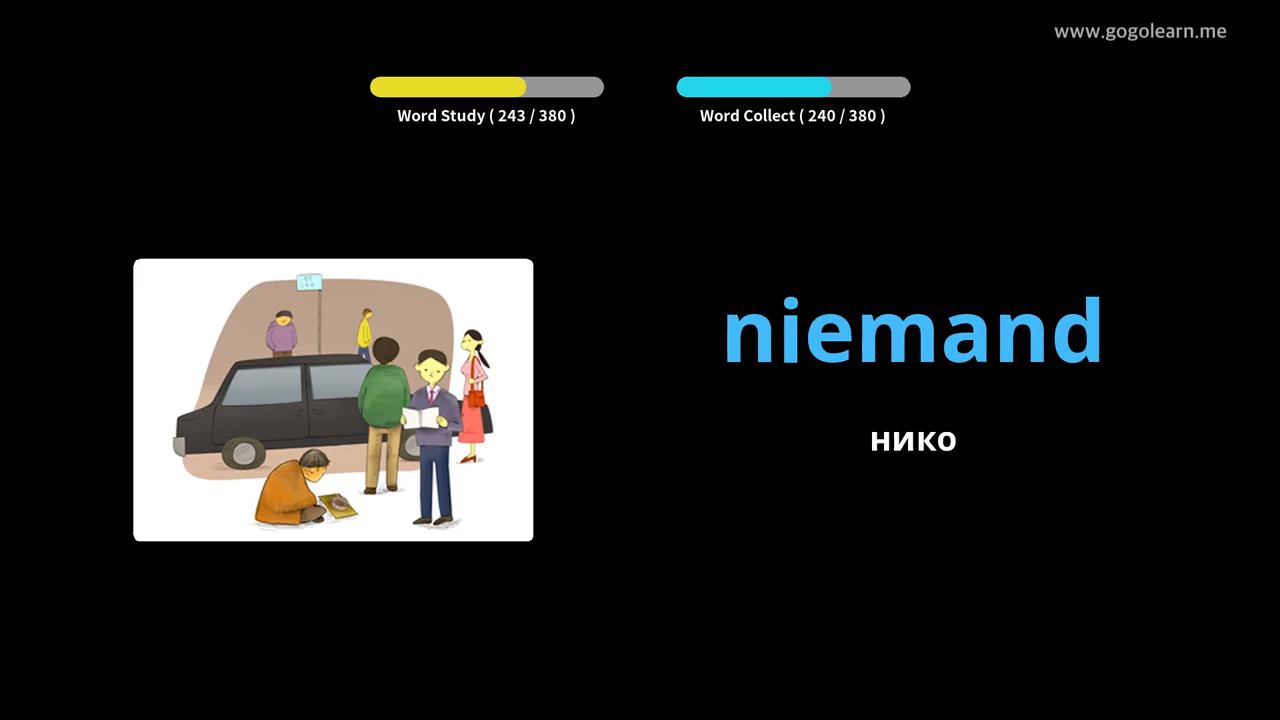 www.gogolearn.me
Word Study ( 243 / 380 )
Word Collect ( 240 / 380 )
niemand
нико